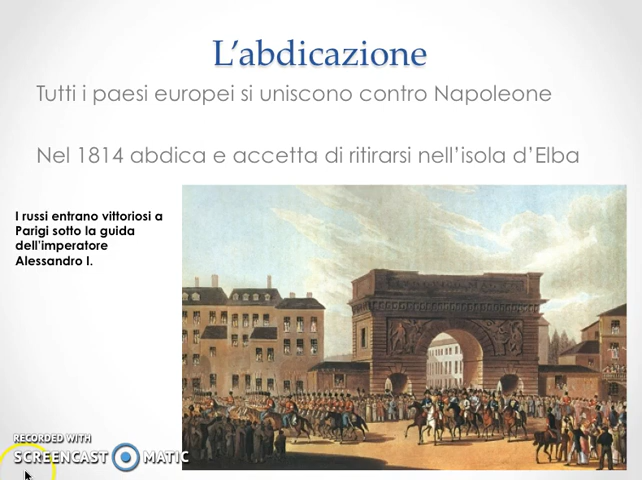 L'abdicazione
Tutti i paesi europei si uniscono contro Napoleone
Nel 1814 abdica e accetta di ritirarsi nell'isola d'Elba
I russi entrano vittoriosi a
Parigi sotto la guida
dell'imperatore
Alessandro I.
RECORDED WITH
SCREENCAST MATIC